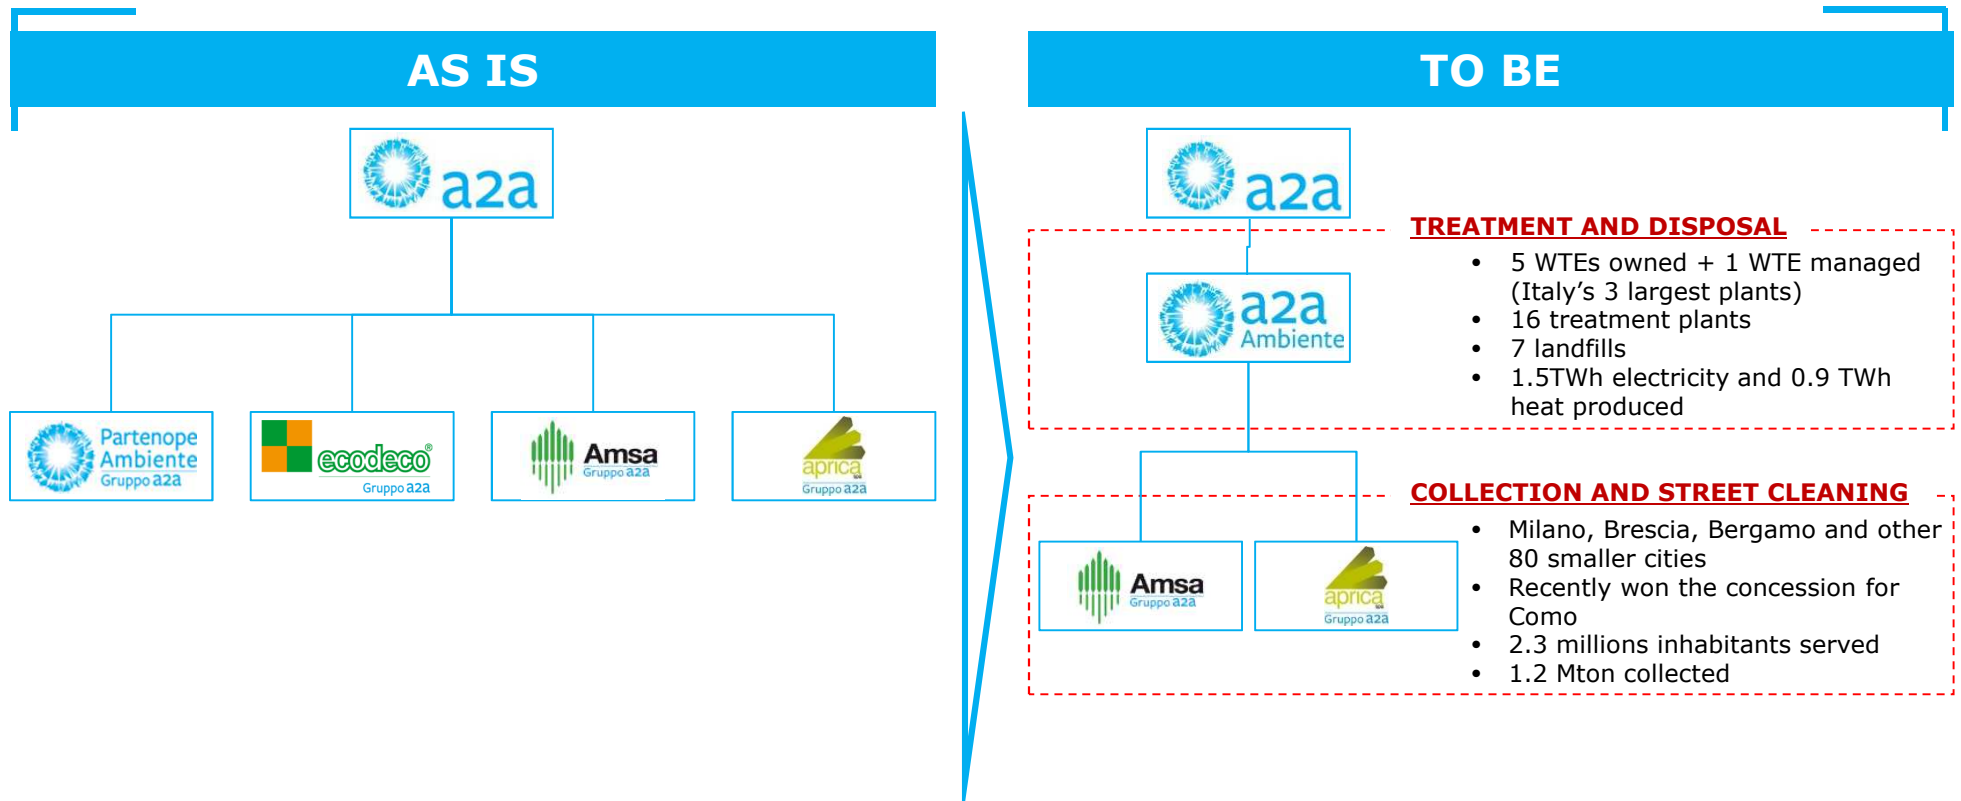 AS IS
a2a
Partenope
Ambiente
Gruppo a2a
ecodeco®
Gruppo a2a
Amsa
Gruppo a2a
aprica
spa
Gruppo a2a
TO BE
a2a
TREATMENT AND DISPOSAL
a2a
Ambiente
• 5 WTEs owned + 1 WTE managed
(Italy’s 3 largest plants)
• 16 treatment plants
• 7 landfills
• 1.5TWh electricity and 0.9 TWh
heat produced
COLLECTION AND STREET CLEANING
Amsa
Gruppo a2a
aprica
spa
Gruppo a2a
• Milano, Brescia, Bergamo and other
80 smaller cities
• Recently won the concession for
Como
• 2.3 millions inhabitants served
• 1.2 Mton collected